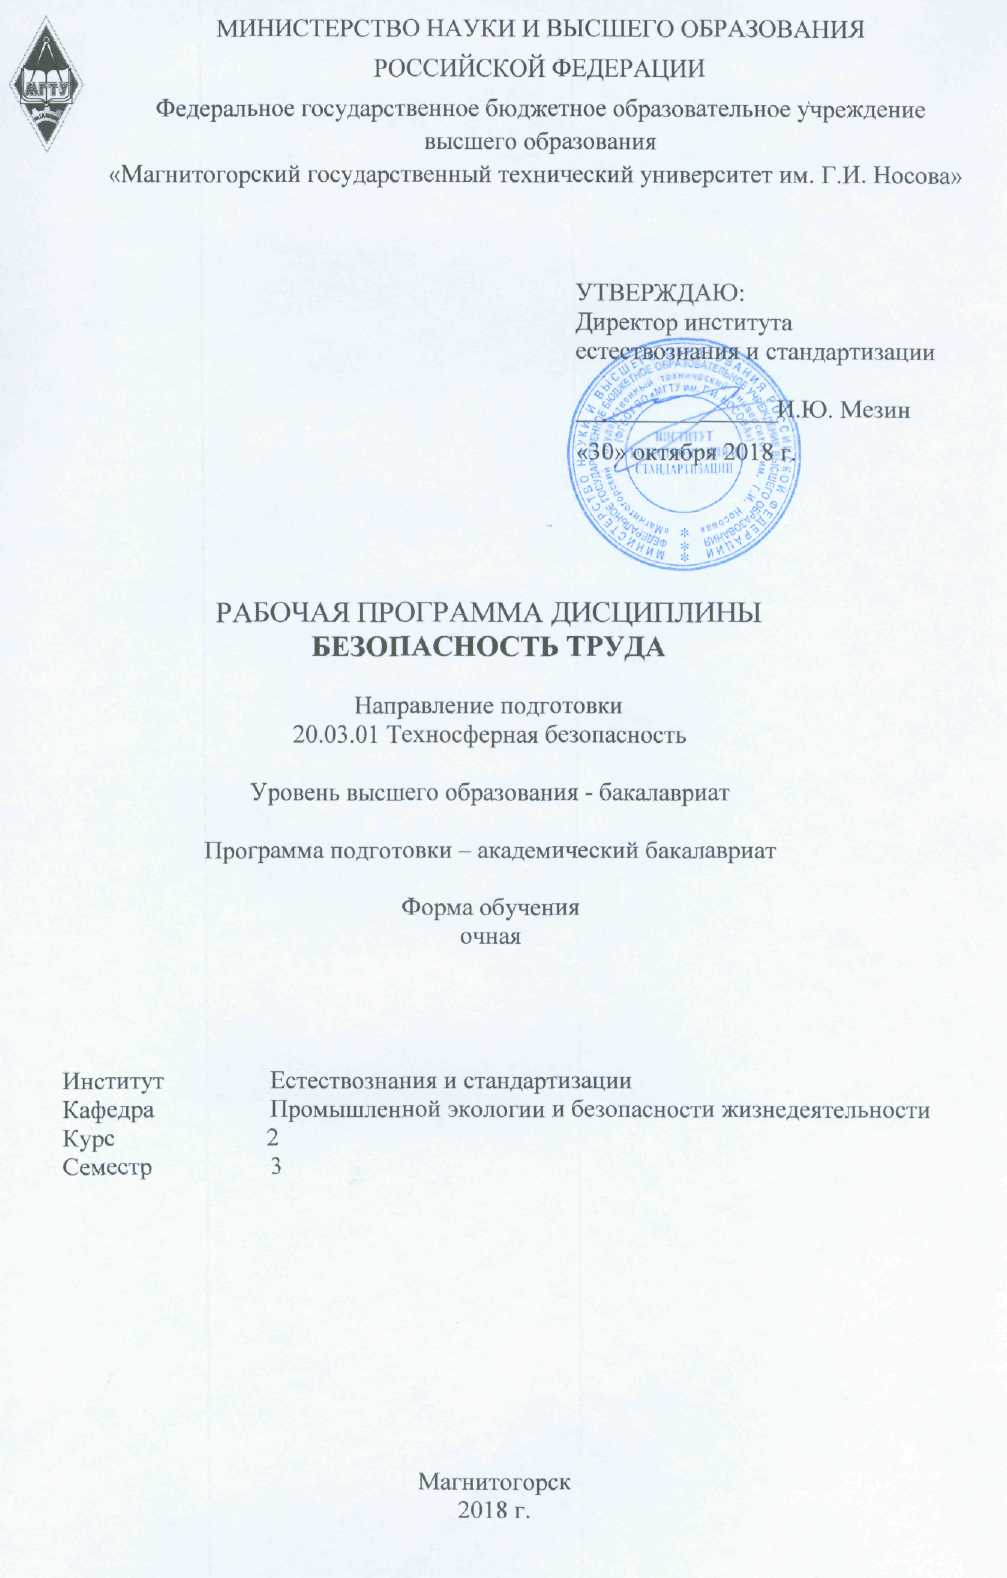 МИНИСТЕРСТВО НАУКИ И ВЫСШЕГО ОБРАЗОВАНИЯ
РОССИЙСКОЙ ФЕДЕРАЦИИ
Федеральное государственное бюджетное образовательное учреждение
высшего образования
«Магнитогорский государственный технический университет им. Г.И. Носова»
МГТУ
УТВЕРЖДАЮ:
Директор института
естествознания и стандартизации
И.Ю. Мезин
«30» октября 2018 г.
ИНСТИТУТ
СТАНДАРТИЗАЦИИ
РАБОЧАЯ ПРОГРАММА ДИСЦИПЛИНЫ
БЕЗОПАСНОСТЬ ТРУДА
Направление подготовки
20.03.01 Техносферная безопасность
Уровень высшего образования - бакалавриат
Программа подготовки – академический бакалавриат
Форма обучения
очная
Институт Естествознания и стандартизации
Кафедра Промышленной экологии и безопасности жизнедеятельности
Курс 2
Семестр 3
Магнитогорск
2018 г.